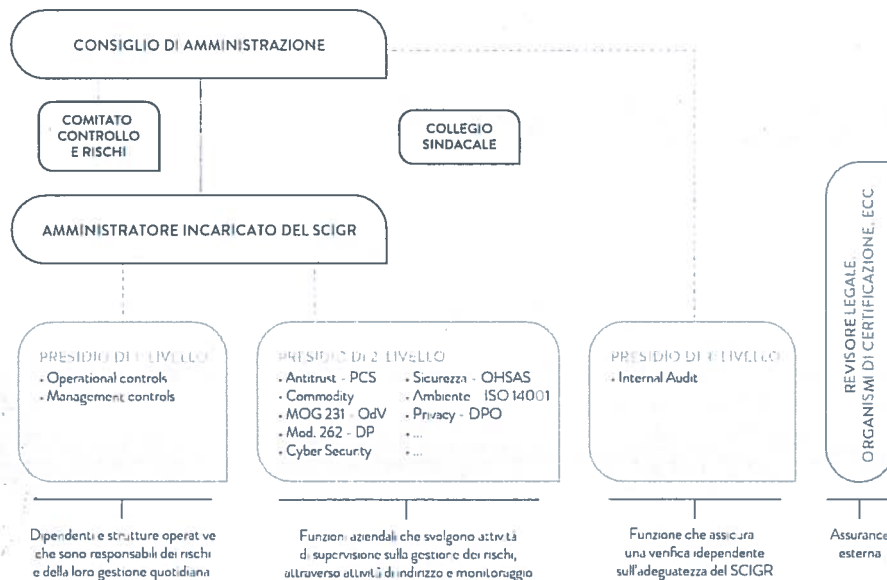 CONSIGLIO DI AMMINISTRAZIONE
COMITATO
CONTROLLO
E RISCHI
COLLEGIO
SINDACALE
AMMINISTRATORE INCARICATO DEL SCIGR
PRESIDIO DI 1° LIVELLO
• Operational controls
• Management controls
PRESIDIO DI 2° LIVELLO
• Antitrust - PCS
• Commodity
• MOG 231 - OdV
• Mod. 262 - DP
• Cyber Security
• Sicurezza - OHSAS
• Ambiente - ISO 14001
• Privacy - DPO
• ...
• ...
PRESIDIO DI LIVELLO
• Internal Audit
REVISORE LEGALE,
ORGANISMI DI CERTIFICAZIONE, ECC
Dipendenti e strutture operative
che sono responsabili dei rischi
e della loro gestione quotidiana
Funzioni aziendali che svolgono attività
di supervisione sulla gestione dei rischi,
attraverso attività di indirizzo e monitoraggio
Funzione che assicura
una verifica idependente
sull'adeguatezza del SCIGR
Assurance
esterna